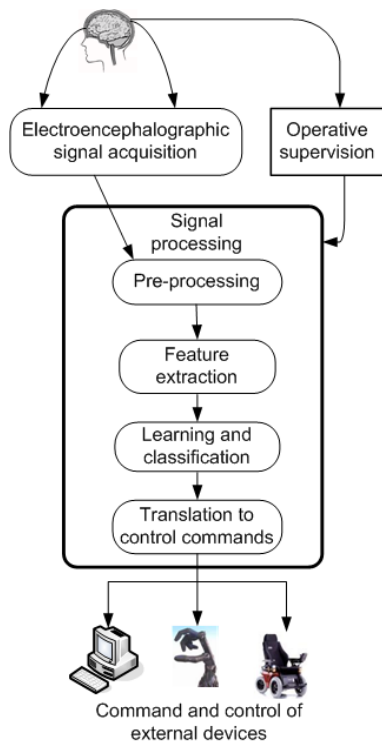 Electroencephalographic
signal acquisition
Operative
supervision
Signal
processing
Pre-processing
Feature
extraction
Learning and
classification
Translation to
control commands
Command and control of
external devices